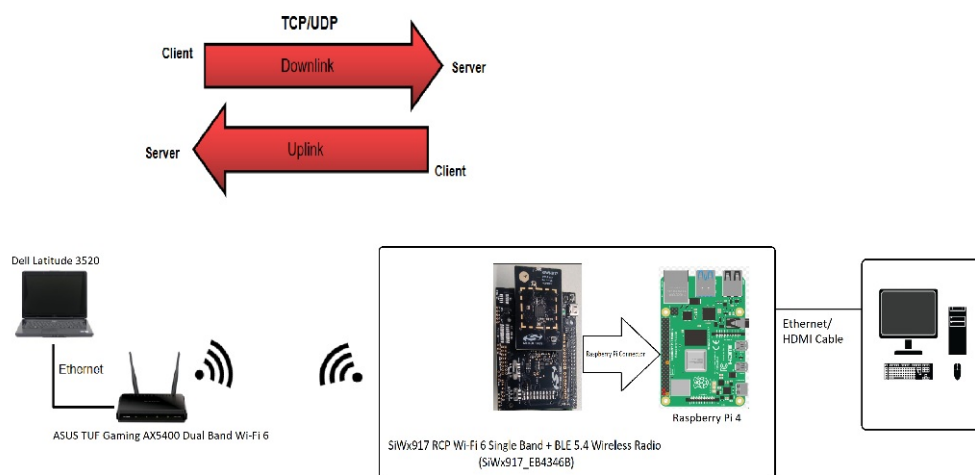 TCP/UDP
Client
Downlink
Server
Server
Uplink
Client
Dell Latitude 3520
Ethernet
ASUS TUF Gaming AX5400 Dual Band Wi-Fi 6
Raspberry Pi Connector
Raspberry Pi 4
SiWx917 RCP Wi-Fi 6 Single Band + BLE 5.4 Wireless Radio
(SiWx917_EB4346B)
Ethernet/
HDMI Cable